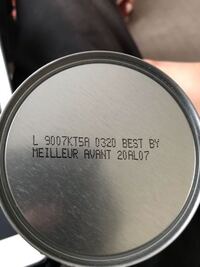 L 9007KT5A 0320 BEST BY
MEILLEUR AVANT 20AL07